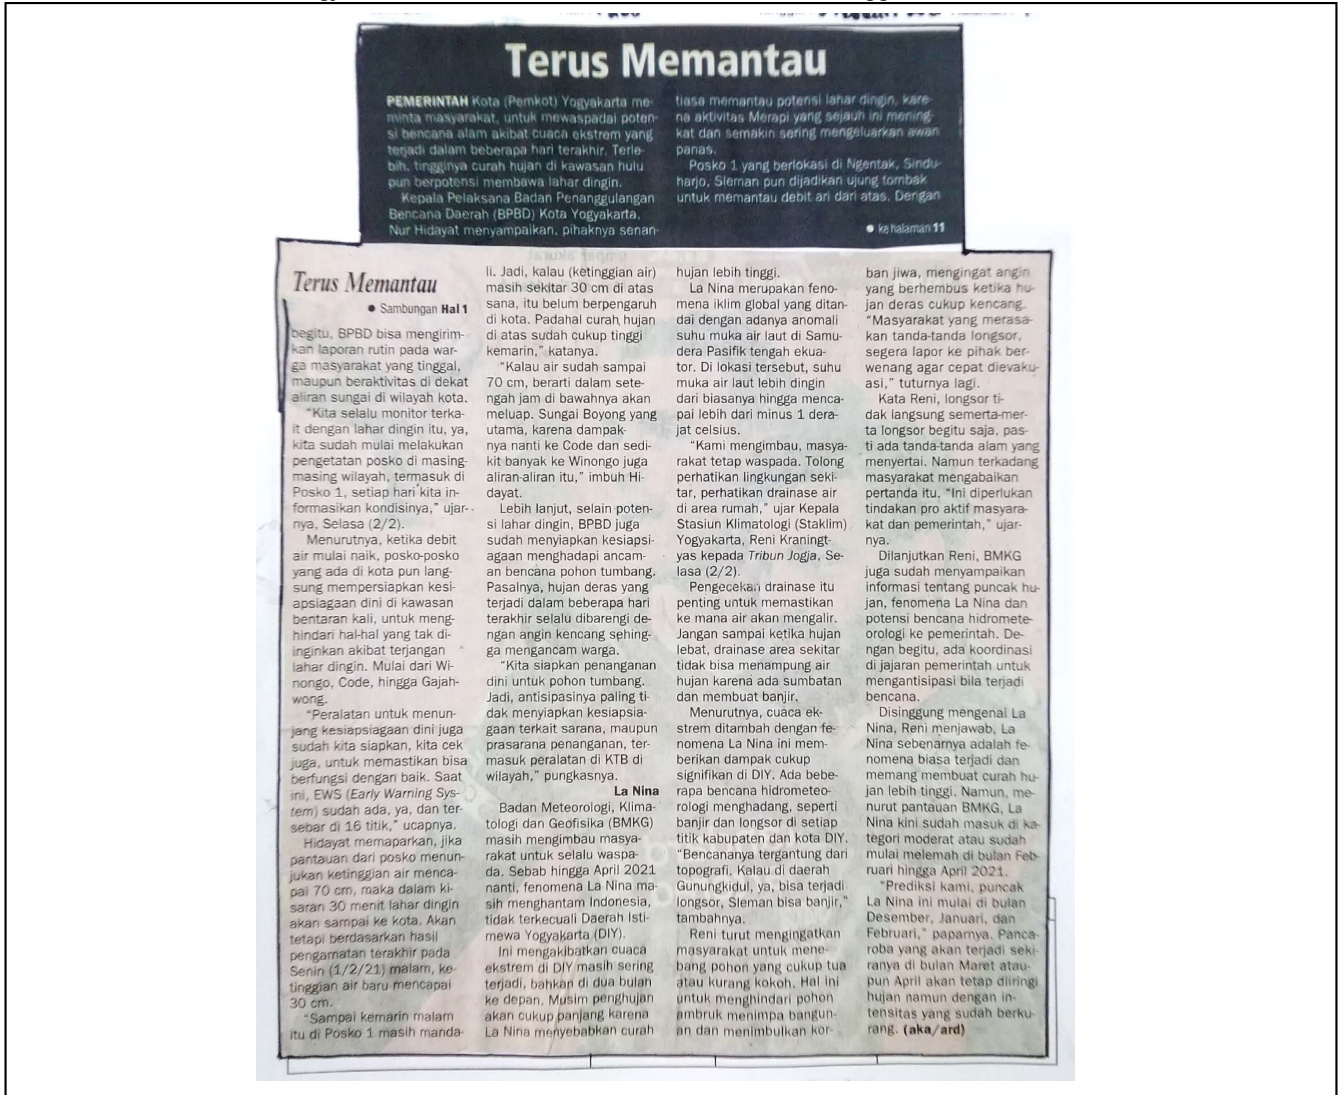 Terus Memantau
PEMERINTAH Kota (Pemkot) Yogyakarta me-
minta masyarakat, untuk mewaspadai poten-
si bencana alam akibat cuaca ekstrem yang
terjadi dalam beberapa hari terakhir. Terle-
bih, tingginya curah hujan di kawasan hulu
pun berpotensi membawa lahar dingin.
Kepala Pelaksana Badan Penanggulangan
Bencana Daerah (BPBD) Kota Yogyakarta,
Nur Hidayat menyampaikan, pihaknya senan-
tiasa memantau potensi lahar dingin, kare-
na aktivitas Merapi yang sejauh ini mening-
kat dan semakin sering mengeluarkan awan
panas.
Posko 1 yang berlokasi di Ngentak, Sindu-
harjo, Sleman pun dijadikan ujung tombak
untuk memantau debit ari dari atas. Dengan
● ke halaman 11
Terus Memantau
● Sambungan Hal 1
begitu, BPBD bisa mengirim-
kan laporan rutin pada war-
ga masyarakat yang tinggal,
maupun beraktivitas di dekat
aliran sungai di wilayah kota.
"Kita selalu monitor terka-
it dengan lahar dingin itu, ya,
kita sudah mulai melakukan
pengetatan posko di masing-
masing wilayah, termasuk di
Posko 1, setiap hari kita in-
formasikan kondisinya," ujar-
nya, Selasa (2/2).
Menurutnya, ketika debit
air mulai naik, posko-posko
yang ada di kota pun lang-
sung mempersiapkan kesi-
apsiagaan dini di kawasan
bentaran kali, untuk meng-
hindari hal-hal yang tak di-
inginkan akibat terjangan
lahar dingin. Mulai dari Wi-
nongo, Code, hingga Gajah-
wong.
"Peralatan untuk menun-
jang kesiapsiagaan dini juga
sudah kita siapkan, kita cek
juga, untuk memastikan bisa
berfungsi dengan baik. Saat
ini, EWS (Early Warning Sys-
tem) sudah ada, ya, dan ter-
sebar di 16 titik," ucapnya.
Hidayat memaparkan, jika
pantauan dari posko menun-
jukan ketinggian air menca-
pai 70 cm, maka dalam ki-
saran 30 menit lahar dingin
akan sampai ke kota. Akan
tetapi berdasarkan hasil
pengamatan terakhir pada
Senin (1/2/21) malam, ke-
tinggian air baru mencapai
30 cm.
"Sampai kemarin malam
itu di Posko 1 masih manda-
li. Jadi, kalau (ketinggian air)
masih sekitar 30 cm di atas
sana, itu belum berpengaruh
di kota. Padahal curah hujan
di atas sudah cukup tinggi
kemarin," katanya.
"Kalau air sudah sampai
70 cm, berarti dalam sete-
ngah jam di bawahnya akan
meluap. Sungai Boyong yang
utama, karena dampak-
nya nanti ke Code dan sedi-
kit banyak ke Winongo juga
aliran-aliran itu," imbuh Hi-
dayat.
Lebih lanjut, selain poten-
si lahar dingin, BPBD juga
sudah menyiapkan kesiapsi-
agaan menghadapi ancam-
an bencana pohon tumbang.
Pasalnya, hujan deras yang
terjadi dalam beberapa hari
terakhir selalu dibarengi de-
ngan angin kencang sehing-
ga mengancam warga.
"Kita siapkan penanganan
dini untuk pohon tumbang.
Jadi, antisipasinya paling ti-
dak menyiapkan kesiapsia-
gaan terkait sarana, maupun
prasarana penanganan, ter-
masuk peralatan di KTB di
wilayah," pungkasnya.
La Nina
Badan Meteorologi, Klima-
tologi dan Geofisika (BMKG)
masih mengimbau masya-
rakat untuk selalu waspa-
da. Sebab hingga April 2021
nanti, fenomena La Nina ma-
sih menghantam Indonesia,
tidak terkecuali Daerah Isti-
mewa Yogyakarta (DIY).
Ini mengakibatkan cuaca
ekstrem di DIY masih sering
terjadi, bahkan di dua bulan
ke depan. Musim penghujan
akan cukup panjang karena
La Nina menyebabkan curah
hujan lebih tinggi.
La Nina merupakan feno-
mena iklim global yang ditan-
dai dengan adanya anomali
suhu muka air laut di Samu-
dera Pasifik tengah ekua-
tor. Di lokasi tersebut, suhu
muka air laut lebih dingin
dari biasanya hingga menca-
pai lebih dari minus 1 dera-
jat celsius.
"Kami mengimbau, masya-
rakat tetap waspada. Tolong
perhatikan lingkungan seki-
tar, perhatikan drainase air
di area rumah," ujar Kepala
Stasiun Klimatologi (Staklim)
Yogyakarta, Reni Kraningt-
yas kepada Tribun Jogja, Se-
lasa (2/2).
Pengecekan drainase itu
penting untuk memastikan
ke mana air akan mengalir.
Jangan sampai ketika hujan
lebat, drainase area sekitar
tidak bisa menampung air
hujan karena ada sumbatan
dan membuat banjir.
Menurutnya, cuaca ek-
strem ditambah dengan fe-
nomena La Nina ini mem-
berikan dampak cukup
signifikan di DIY. Ada bebe-
rapa bencana hidrometeo-
rologi menghadang, seperti
banjir dan longsor di setiap
titik kabupaten dan kota DIY.
"Bencananya tergantung dari
topografi. Kalau di daerah
Gunungkidul, ya, bisa terjadi
longsor, Sleman bisa banjir,"
tambahnya.
Reni turut mengingatkan
masyarakat untuk mene-
bang pohon yang cukup tua
atau kurang kokoh. Hal ini
untuk menghindari pohon
ambruk menimpa bangun-
an dan menimbulkan kor-
ban jiwa, mengingat angin
yang berhembus ketika hu-
jan deras cukup kencang.
"Masyarakat yang merasa-
kan tanda-tanda longsor,
segera lapor ke pihak ber-
wenang agar cepat dievaku-
asi," tuturnya lagi.
Kata Reni, longsor ti-
dak langsung semerta-mer-
ta longsor begitu saja, pas-
ti ada tanda-tanda alam yang
menyertai. Namun terkadang
masyarakat mengabaikan
pertanda itu. "Ini diperlukan
tindakan pro aktif masyara-
kat dan pemerintah," ujar-
nya.
Dilanjutkan Reni, BMKG
juga sudah menyampaikan
informasi tentang puncak hu-
jan, fenomena La Nina dan
potensi bencana hidromete-
orologi ke pemerintah. De-
ngan begitu, ada koordinasi
di jajaran pemerintah untuk
mengantisipasi bila terjadi
bencana.
Disinggung mengenai La
Nina, Reni menjawab, La
Nina sebenarnya adalah fe-
nomena biasa terjadi dan
memang membuat curah hu-
jan lebih tinggi. Namun, me-
nurut pantauan BMKG, La
Nina kini sudah masuk di ka-
tegori moderat atau sudah
mulai melemah di bulan Feb-
ruari hingga April 2021.
"Prediksi kami, puncak
La Nina ini mulai di bulan
Desember, Januari, dan
Februari," paparnya. Panca-
roba yang akan terjadi seki-
ranya di bulan Maret atau-
pun April akan tetap diiringi
hujan namun dengan in-
tensitas yang sudah berku-
rang. (aka/ard)